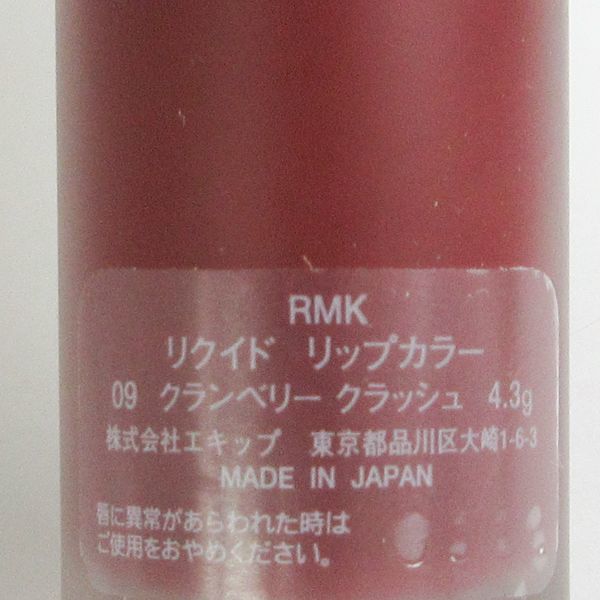 RMK
リクイド リップカラー
09 クランベリー クラッシュ 4.3g
株式会社エキップ 東京都品川区大崎1-6-3
MADE IN JAPAN
唇に異常があらわれた時は
ご使用をおやめください。